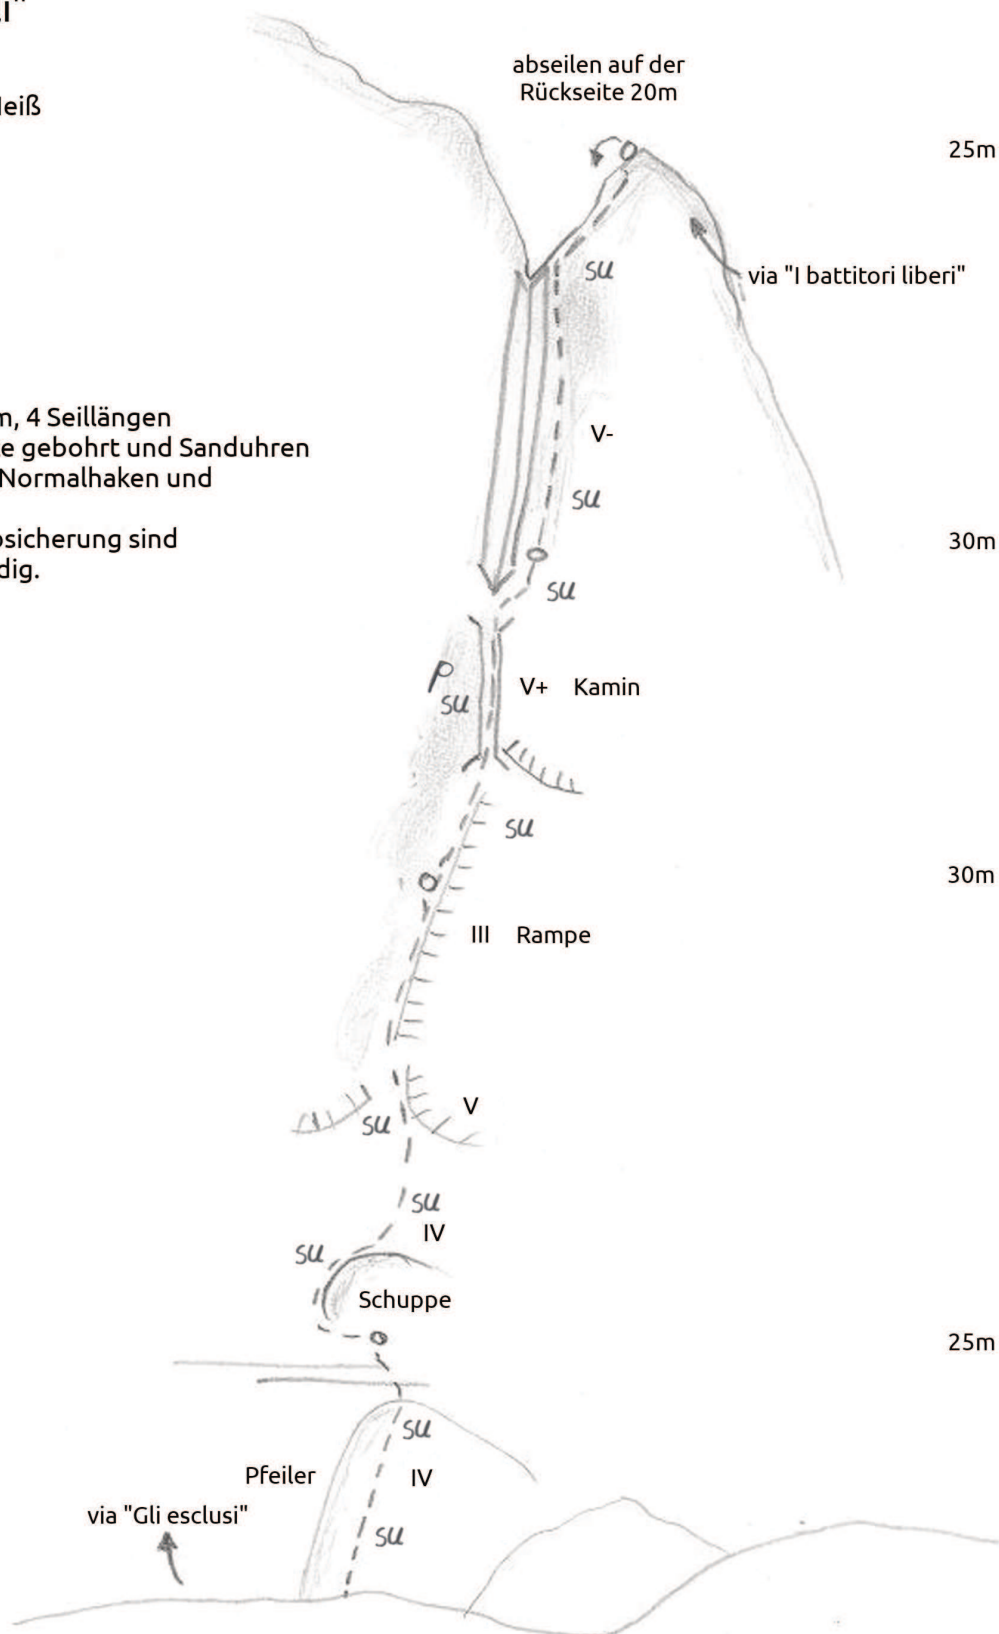 i"
abseilen auf der
Rückseite 20m
eiß
25m
su
via "I battitori liberi"
m, 4 Seillängen
e gebohrt und Sanduhren
Normalhaken und
bsicherung sind
dig.
V-
su
30m
su
P
su
V+ Kamin
su
30m
III Rampe
V
su
su
IV
su
Schuppe
25m
su
Pfeiler
IV
via "Gli esclusi"
su